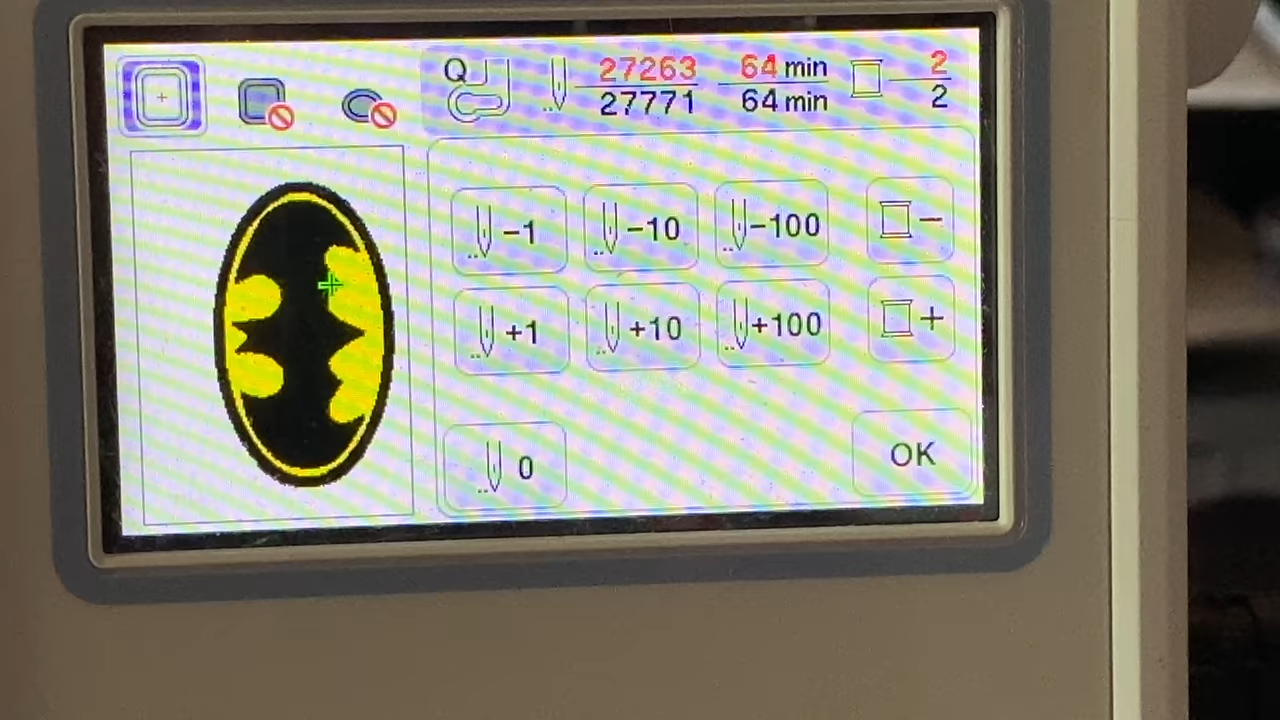 Q 27263 64 min 2
27771 64 min 2
-1 -10 -100 -
+1 +10 +100 +
0 OK